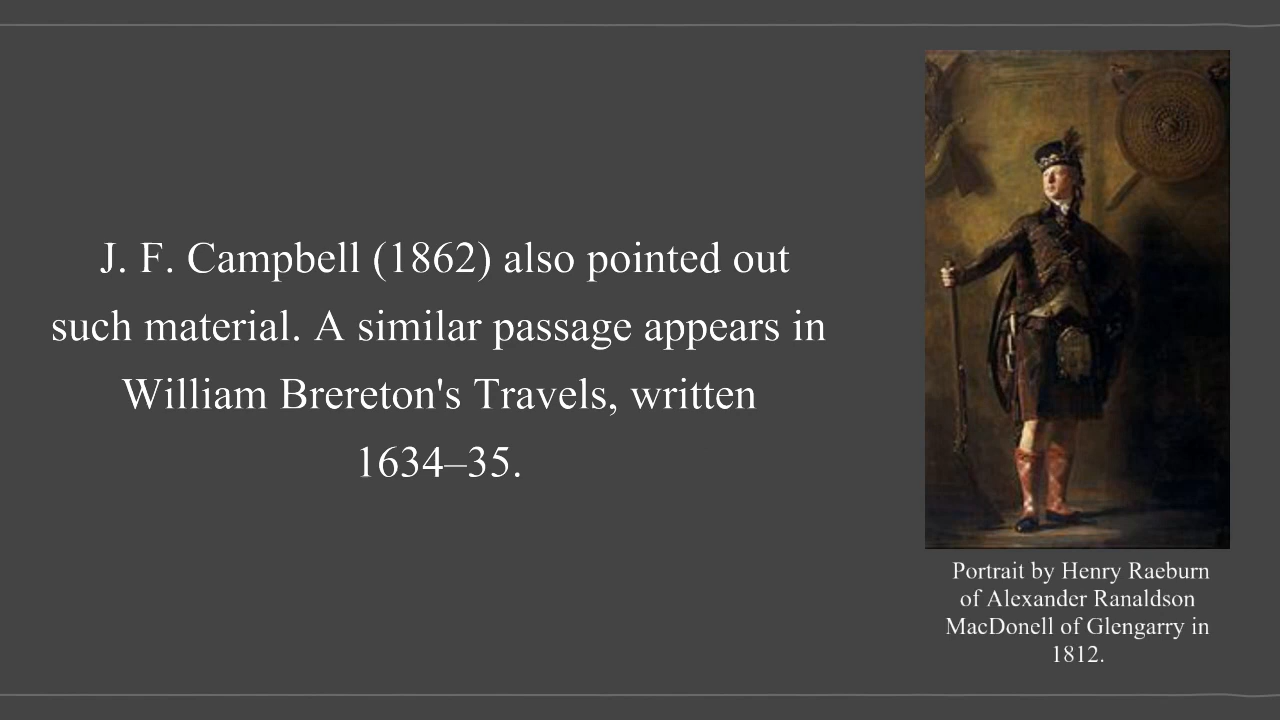 J. F. Campbell (1862) also pointed out
such material. A similar passage appears in
William Brereton's Travels, written
1634–35.
Portrait by Henry Raeburn
of Alexander Ranaldson
MacDonell of Glengarry in
1812.